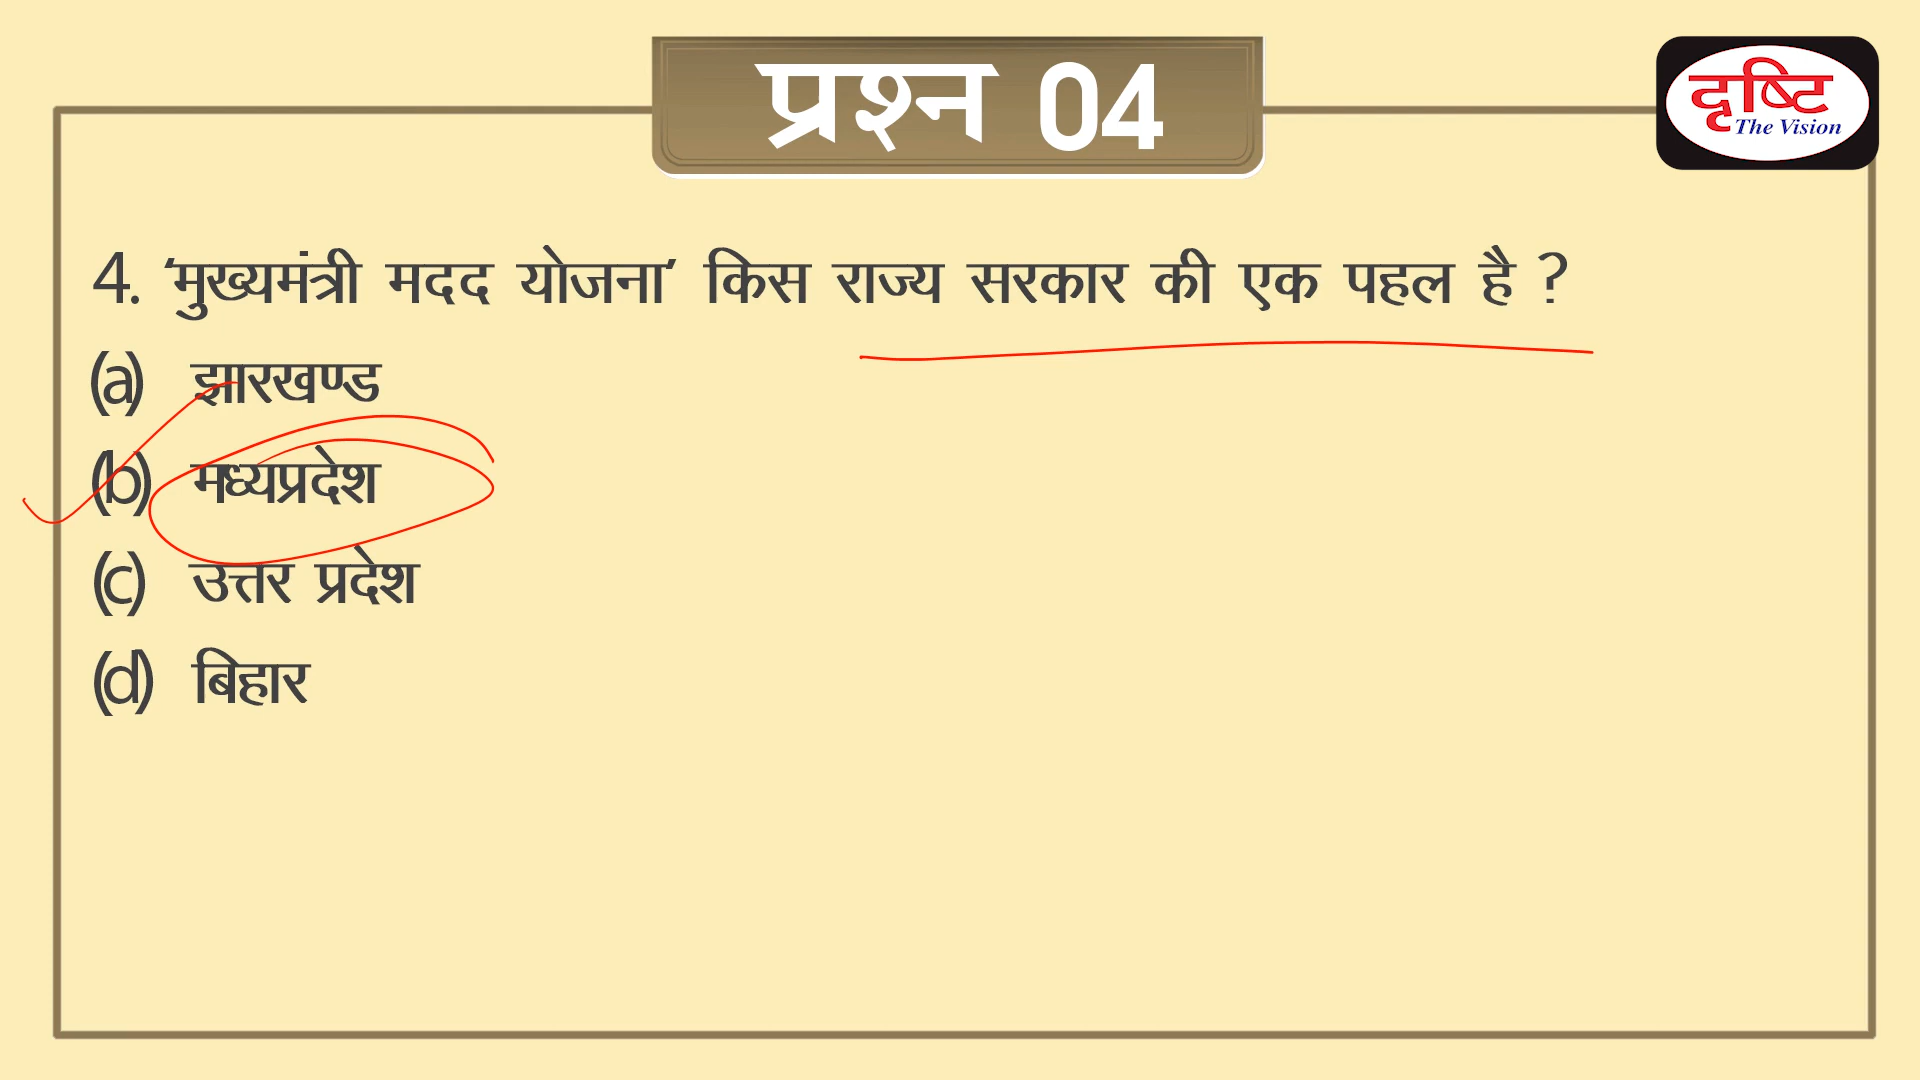 प्रश्न 04
दृष्टि
The Vision
4. ‘मुख्यमंत्री मदद योजना’ किस राज्य सरकार की एक पहल है ?
(a) झारखण्ड
(b) मध्यप्रदेश
(c) उत्तर प्रदेश
(d) बिहार